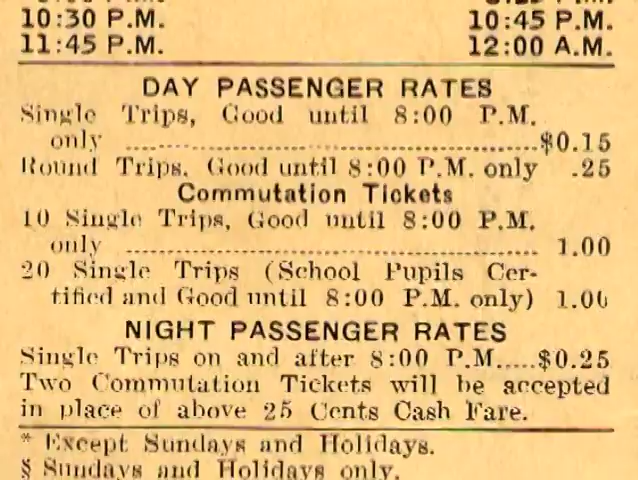 10:30 P.M. 10:45 P.M.
11:45 P.M. 12:00 A.M.
DAY PASSENGER RATES
Single Trips, Good until 8:00 P.M.
only ........................................ $0.15
Round Trips, Good until 8:00 P.M. only .25
Commutation Tickets
10 Single Trips, Good until 8:00 P.M.
only ........................................ 1.00
20 Single Trips (School Pupils Cer-
tified and Good until 8:00 P.M. only) 1.00
NIGHT PASSENGER RATES
Single Trips on and after 8:00 P.M.....$0.25
Two Commutation Tickets will be accepted
in place of above 25 Cents Cash Fare.
* Except Sundays and Holidays.
§ Sundays and Holidays only.